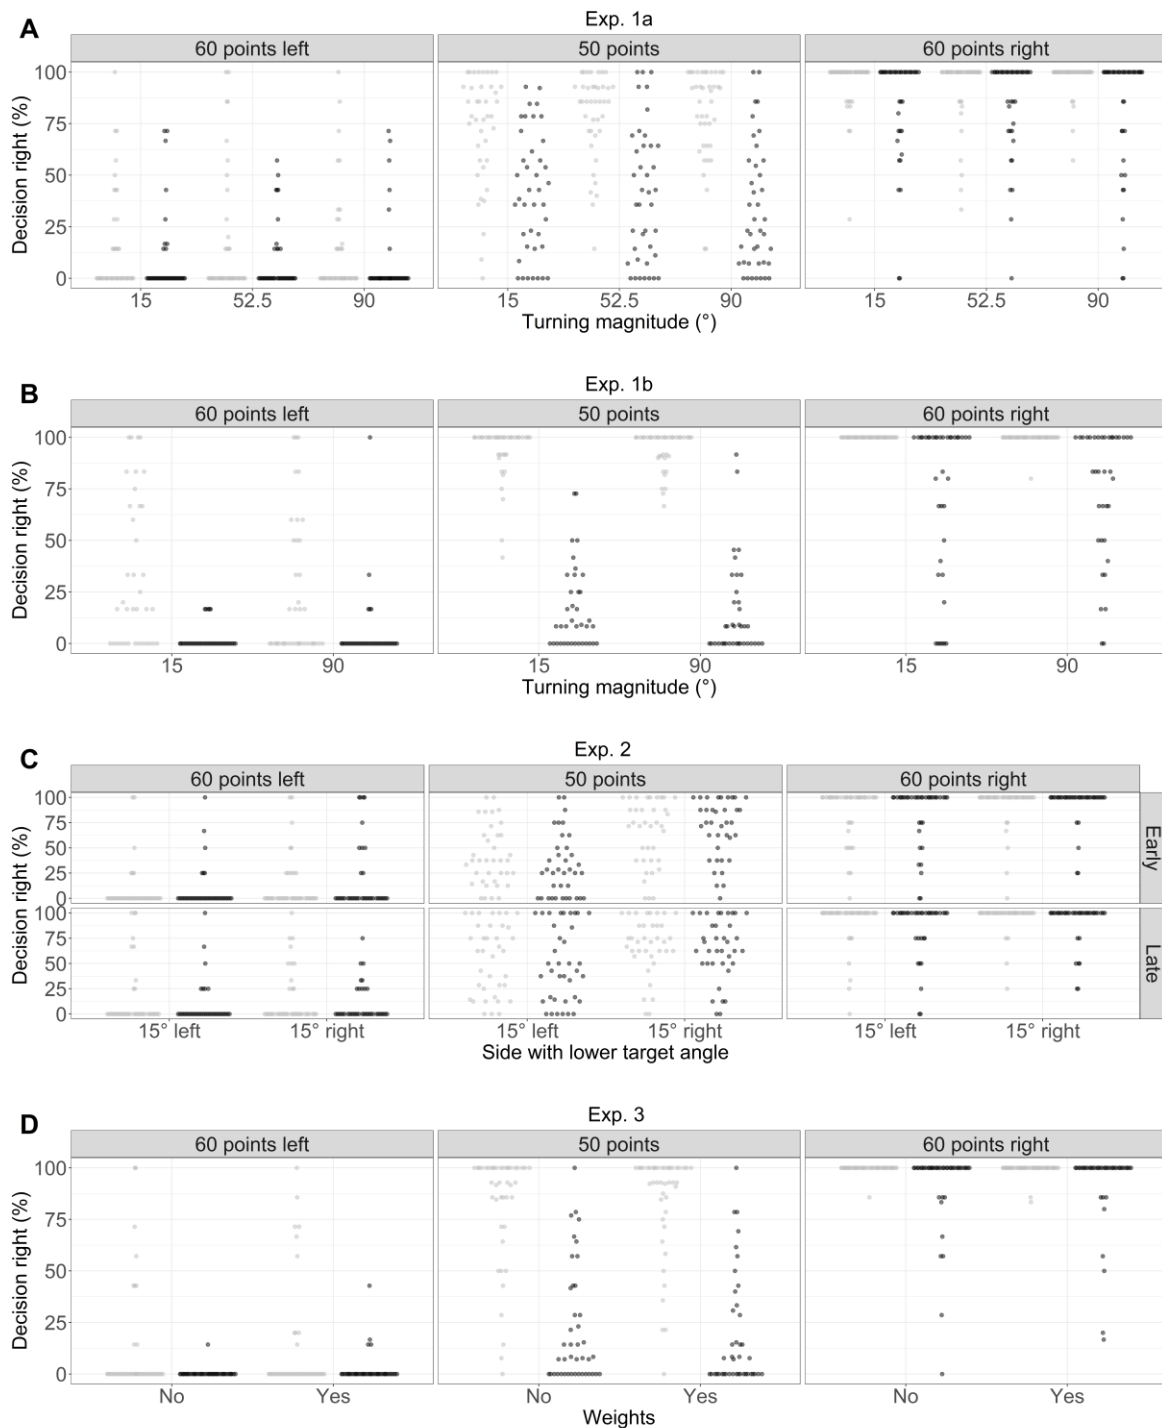 A
Exp. 1a
60 points left 50 points 60 points right
Decision right (%)
100
75
50
25
0
15 52.5 90 15 52.5 90 15 52.5 90
Turning magnitude (°)
B
Exp. 1b
60 points left 50 points 60 points right
Decision right (%)
100
75
50
25
0
15 90 15 90 15 90
Turning magnitude (°)
C
Exp. 2
60 points left 50 points 60 points right
Decision right (%)
100
75
50
25
0
Early
Decision right (%)
100
75
50
25
0
Late
15° left 15° right 15° left 15° right 15° left 15° right
Side with lower target angle
D
Exp. 3
60 points left 50 points 60 points right
Decision right (%)
100
75
50
25
0
No Yes No Yes No Yes
Weights